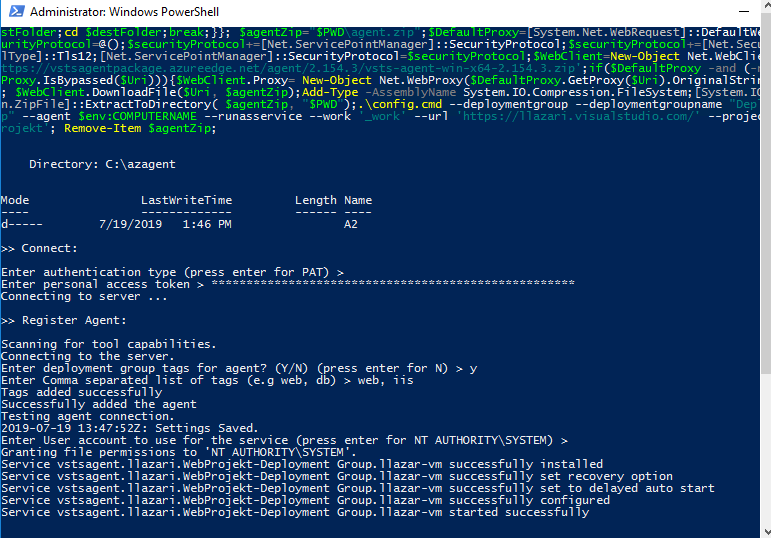 Administrator: Windows PowerShell
stFolder;cd $destFolder;break;}}; $agentZip="$PWD\agent.zip";$DefaultProxy=[System.Net.WebRequest]::DefaultWe
urityProtocol=@();$securityProtocol+=[Net.ServicePointManager]::SecurityProtocol;$securityProtocol+=[Net.Secu
lType]::Tls12;[Net.ServicePointManager]::SecurityProtocol=$securityProtocol;$WebClient=New-Object Net.WebClie
https://vstsagentpackage.azureedge.net/agent/2.154.3/vsts-agent-win-x64-2.154.3.zip';if($DefaultProxy -and (-n
Proxy.IsBypassed($Uri))){$WebClient.Proxy= New-Object Net.WebProxy($DefaultProxy.GetProxy($Uri).OriginalStrin
; $WebClient.DownloadFile($Uri, $agentZip);Add-Type -AssemblyName System.IO.Compression.FileSystem;[System.IO
n.ZipFile]::ExtractToDirectory( $agentZip, "$PWD");.\config.cmd --deploymentgroup --deploymentgroupname "Dep
p" --agent $env:COMPUTERNAME --runasservice --work '_work' --url 'https://llazari.visualstudio.com/' --projec
rojekt'; Remove-Item $agentZip;
Directory: C:\azagent
Mode LastWriteTime Length Name
---- ------------- ------ ----
d----- 7/19/2019 1:46 PM A2
>> Connect:
Enter authentication type (press enter for PAT) >
Enter personal access token > ****************************************************
Connecting to server ...
>> Register Agent:
Scanning for tool capabilities.
Connecting to the server.
Enter deployment group tags for agent? (Y/N) (press enter for N) > y
Enter Comma separated list of tags (e.g web, db) > web, iis
Tags added successfully
Successfully added the agent
Testing agent connection.
2019-07-19 13:47:52Z: Settings Saved.
Enter User account to use for the service (press enter for NT AUTHORITY\SYSTEM) >
Granting file permissions to 'NT AUTHORITY\SYSTEM'.
Service vstsagent.llazari.WebProjekt-Deployment Group.llazar-vm successfully installed
Service vstsagent.llazari.WebProjekt-Deployment Group.llazar-vm successfully set recovery option
Service vstsagent.llazari.WebProjekt-Deployment Group.llazar-vm successfully set to delayed auto start
Service vstsagent.llazari.WebProjekt-Deployment Group.llazar-vm successfully configured
Service vstsagent.llazari.WebProjekt-Deployment Group.llazar-vm started successfully